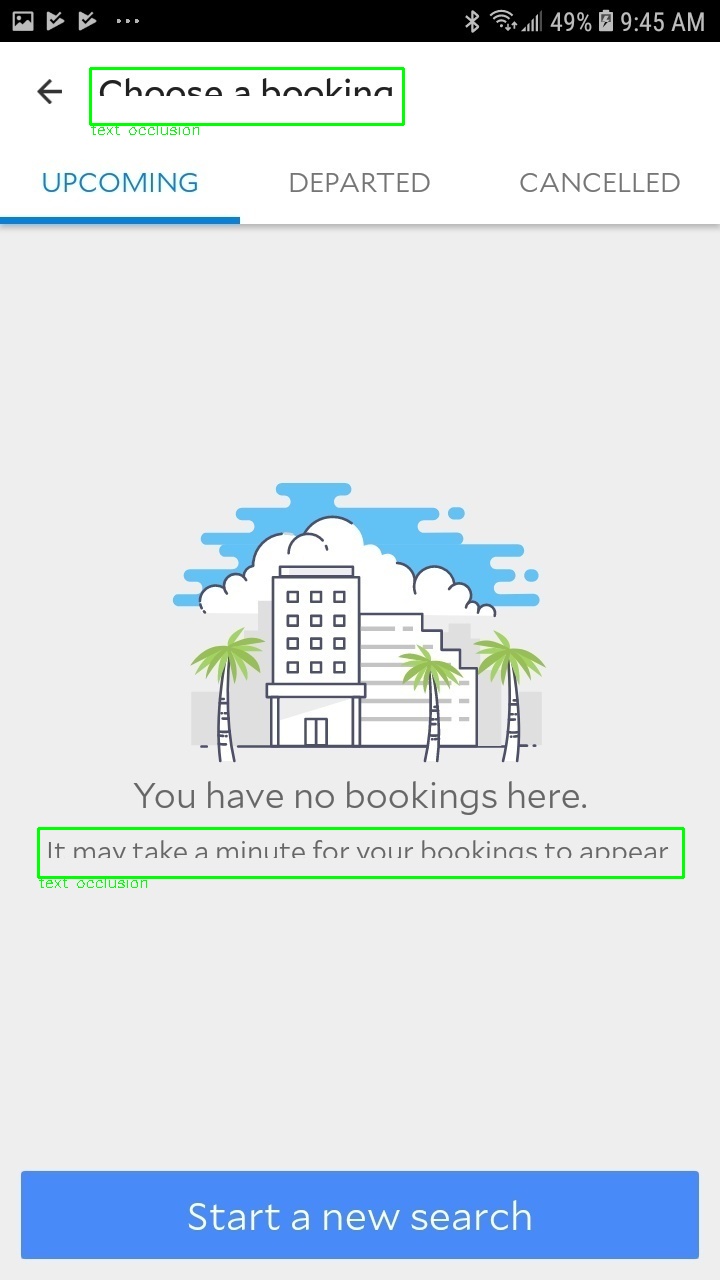 49% 9:45 AM
Choose a booking
text occlusion
UPCOMING DEPARTED CANCELLED
You have no bookings here.
It may take a minute for your bookings to appear
text occlusion
Start a new search